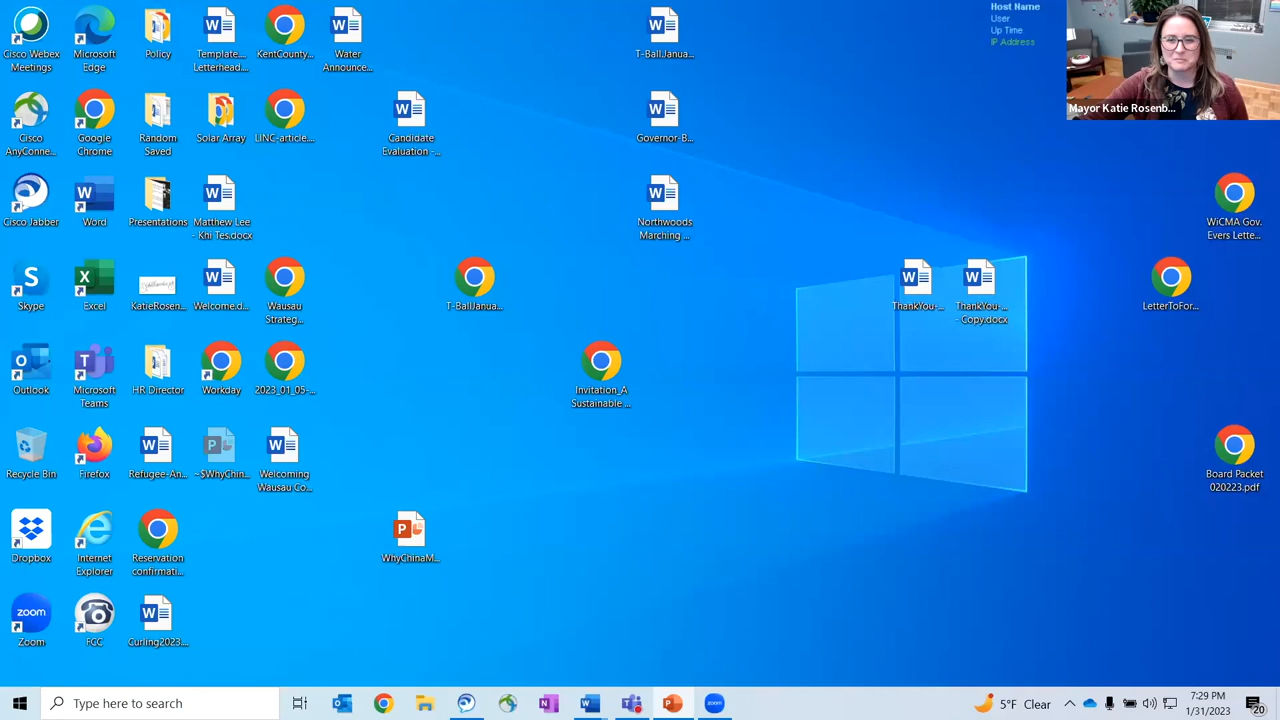 Host Name
User
Up Time
IP Address
Mayor Katie Rosenb...
Cisco Webex
Meetings
Microsoft
Edge
Policy
Template....
Letterhead....
KentCounty...
Water
Announce...
T-BallJanua...
Cisco
AnyConne...
Google
Chrome
Random
Saved
Solar Array
LINC-article....
Candidate
Evaluation -...
Governor-B...
Cisco Jabber
Word
Presentations
Matthew Lee
- Khi Tes.docx
Northwoods
Marching ...
WiCMA Gov.
Evers Lette...
Skype
Excel
KatieRosen...
Welcome.d...
Wausau
Strateg...
T-BallJanua...
ThankYou-...
ThankYou-...
- Copy.docx
LetterToFor...
Outlook
Microsoft
Teams
HR Director
Workday
2023_01_05-...
Invitation_A
Sustainable ...
Recycle Bin
Firefox
Refugee-An...
~$WhyChin...
Welcoming
Wausau Co...
Board Packet
020223.pdf
Dropbox
Internet
Explorer
Reservation
confirmati...
WhyChinaM...
zoom
Zoom
FCC
Curling2023....
Type here to search
zoom
5°F Clear
7:29 PM
1/31/2023
20